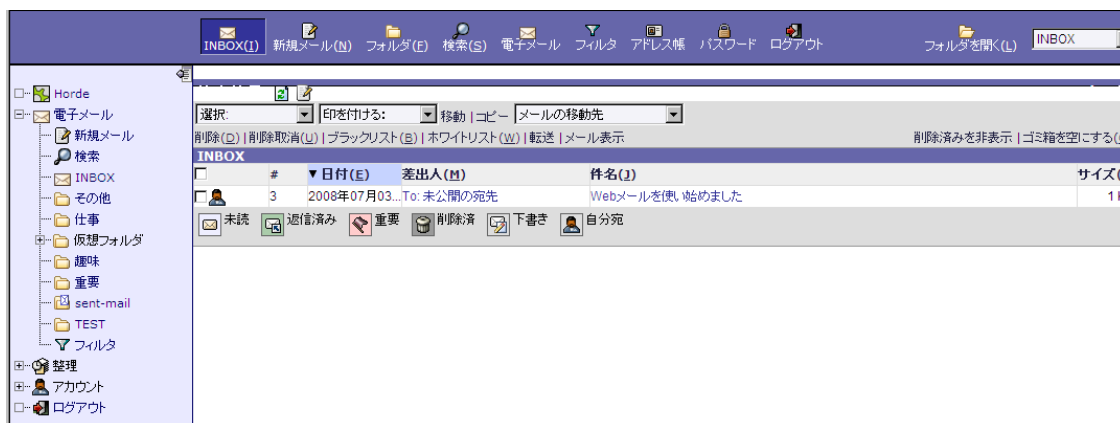 INBOX(I) 新規メール(N) フォルダ(F) 検索(S) 電子メール フィルタ アドレス帳 パスワード ログアウト フォルダを開く(L) INBOX
Horde
電子メール
新規メール
検索
INBOX
その他
仕事
仮想フォルダ
趣味
重要
sent-mail
TEST
フィルタ
整理
アカウント
ログアウト
選択: 印を付ける: 移動 | コピー メールの移動先
削除(D) | 削除取消(U) | ブラックリスト(B) | ホワイトリスト(W) | 転送 | メール表示 削除済みを非表示 | ゴミ箱を空にする(
INBOX
# ▼日付(E) 差出人(M) 件名(J) サイズ(
3 2008年07月03... To: 未公開の宛先 Webメールを使い始めました 1
未読 返信済み 重要 削除済 下書き 自分宛